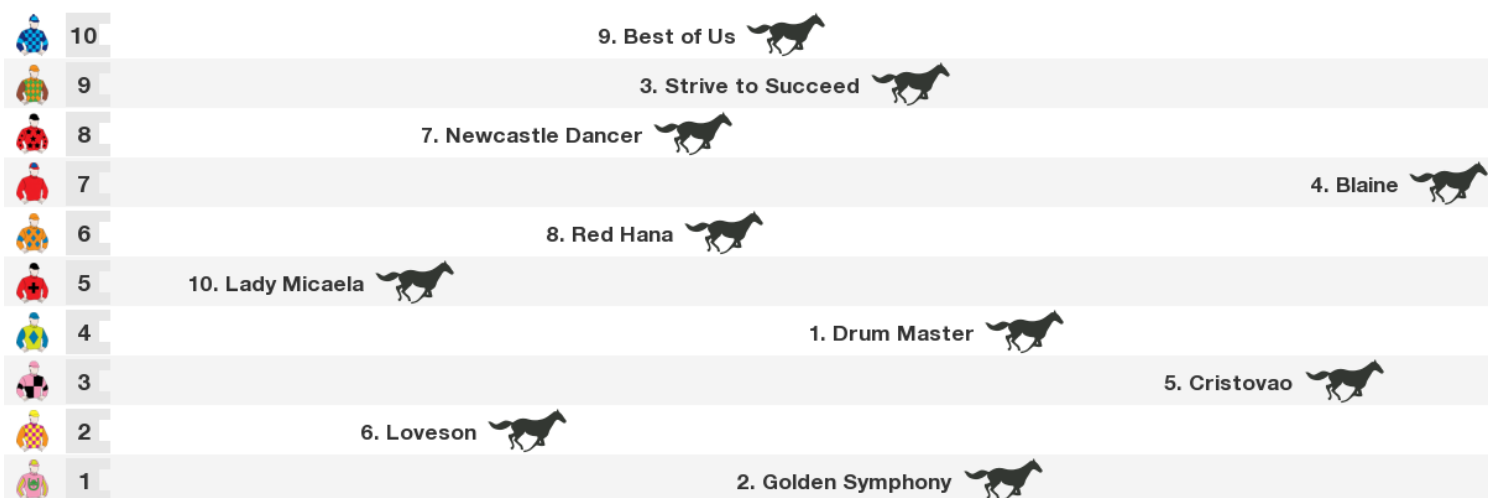 10 9. Best of Us
9 3. Strive to Succeed
8 7. Newcastle Dancer
7 4. Blaine
6 8. Red Hana
5 10. Lady Micaela
4 1. Drum Master
3 5. Cristovao
2 6. Loveson
1 2. Golden Symphony